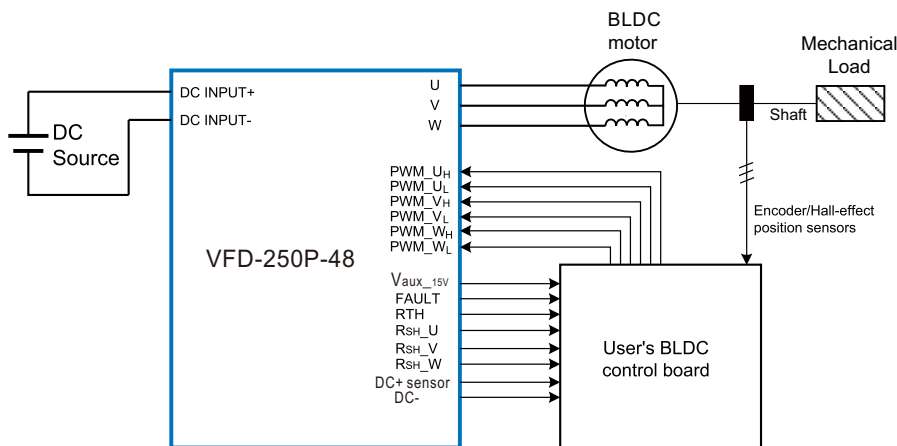 BLDC
motor
Mechanical
Load
Shaft
DC INPUT+
DC INPUT-
U
V
W
DC
Source
PWM_UH
PWM_UL
PWM_VH
PWM_VL
PWM_WH
PWM_WL
Encoder/Hall-effect
position sensors
VFD-250P-48
Vaux_15V
FAULT
RTH
RSH_U
RSH_V
RSH_W
DC+ sensor
DC-
User's BLDC
control board